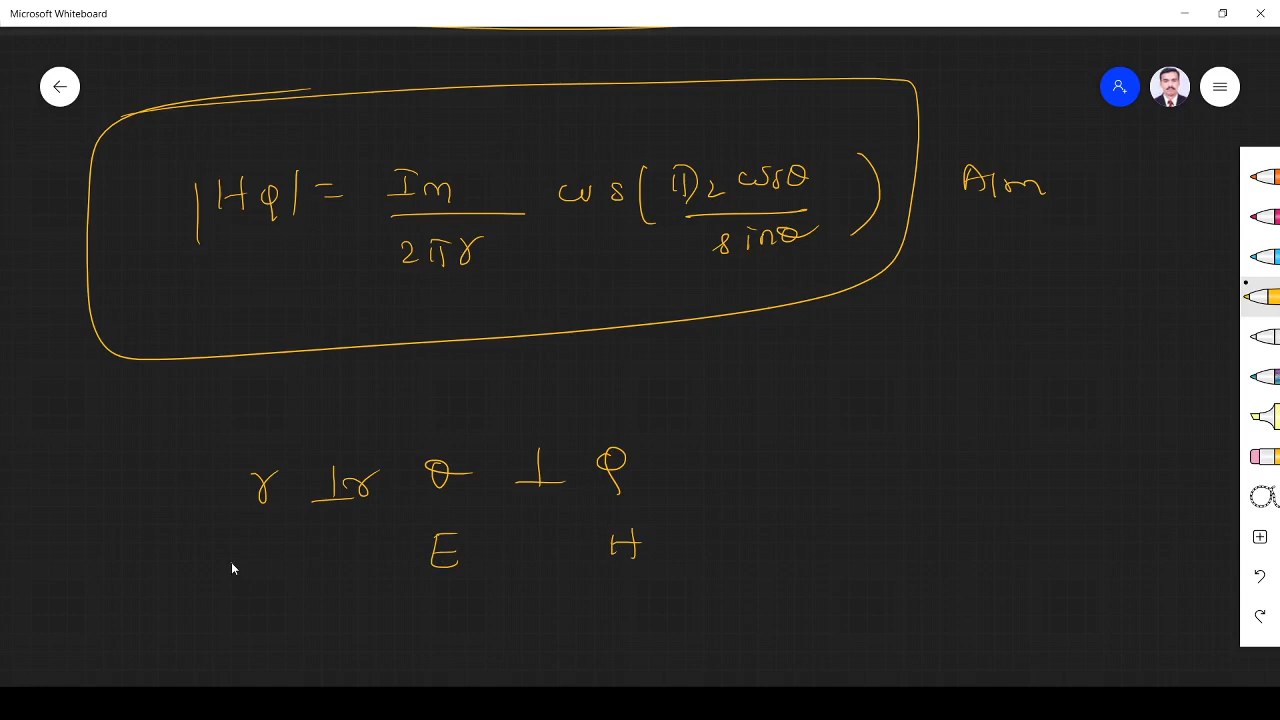 Microsoft Whiteboard
|Hφ| = Im / 2πr cos( π/2 cosθ / sinθ ) A/m
r ⊥r θ ⊥ φ
E H